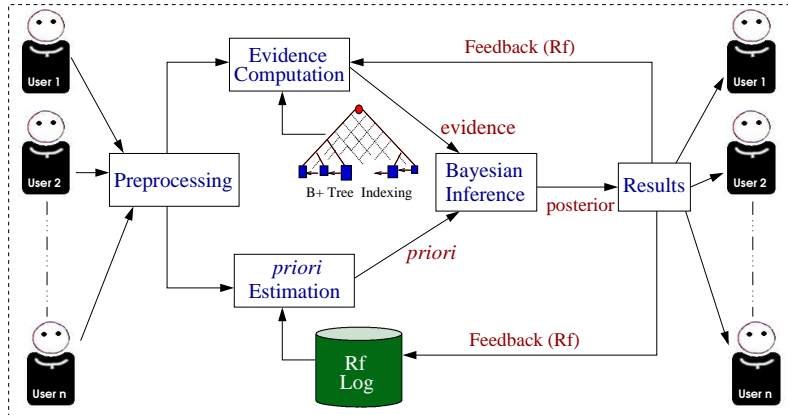 User 1
User 2
User n
Preprocessing
Evidence
Computation
B+ Tree Indexing
priori
Estimation
Rf
Log
Feedback (Rf)
evidence
Bayesian
Inference
priori
posterior
Results
Feedback (Rf)
User 1
User 2
User n